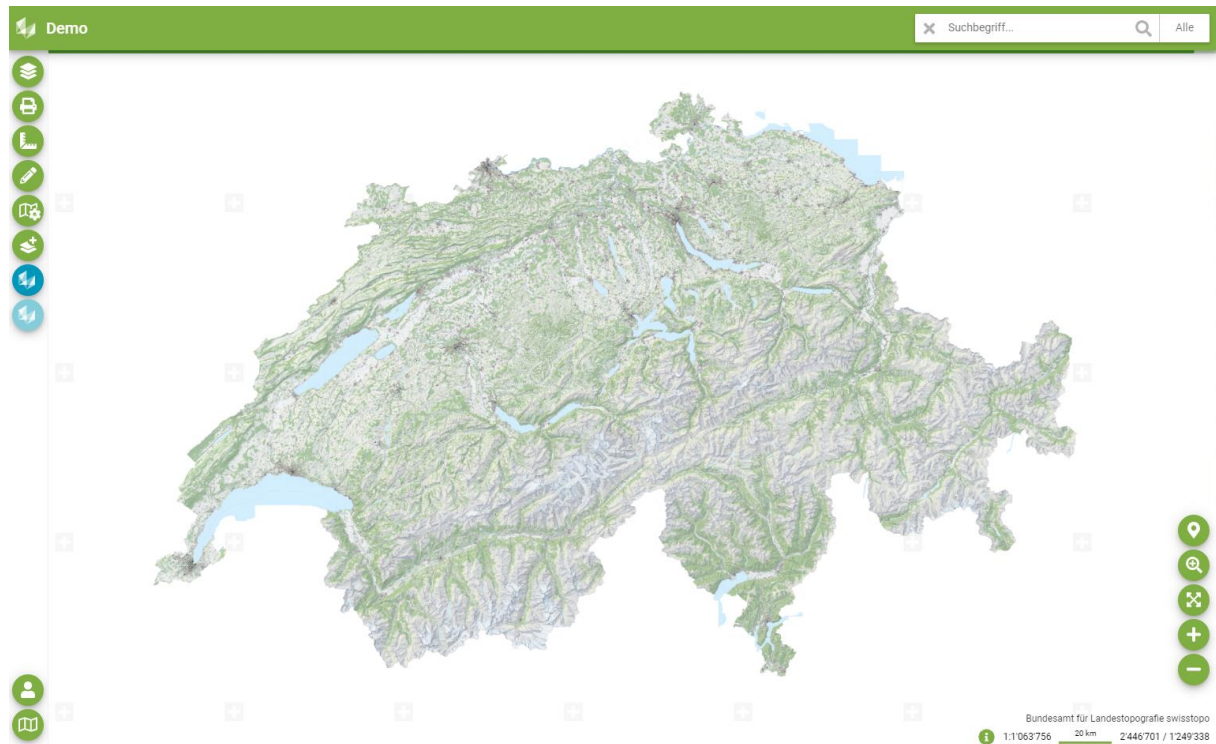 Demo
Suchbegriff...
Alle
Bundesamt für Landestopografie swisstopo
1:1'063'756
20 km
2'446'701 / 1'249'338